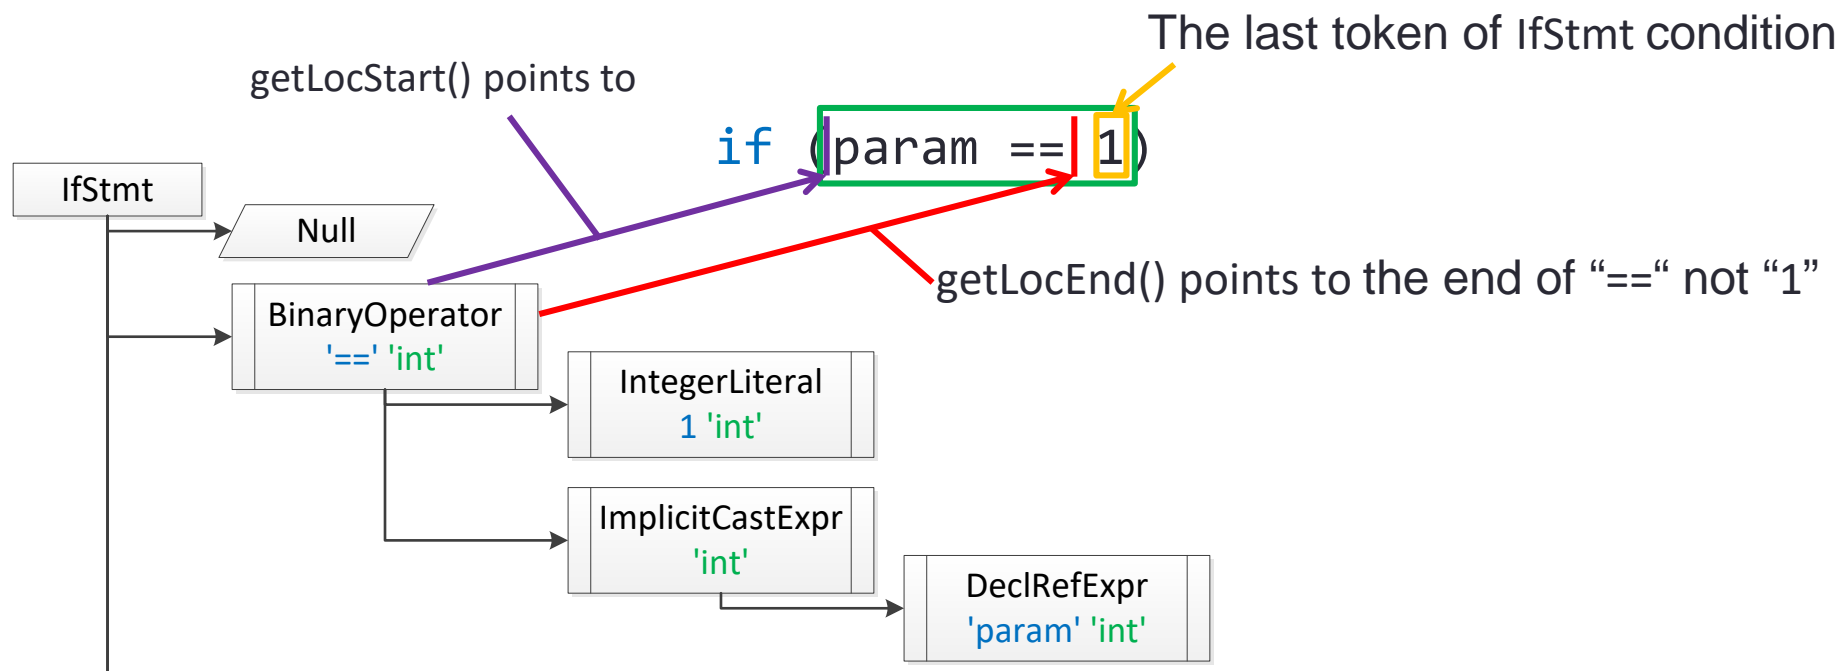 The last token of IfStmt condition
getLocStart() points to
if (param == 1)
IfStmt
Null
getLocEnd() points to the end of “==“ not “1”
BinaryOperator
'==' 'int'
IntegerLiteral
1 'int'
ImplicitCastExpr
'int'
DeclRefExpr
'param' 'int'